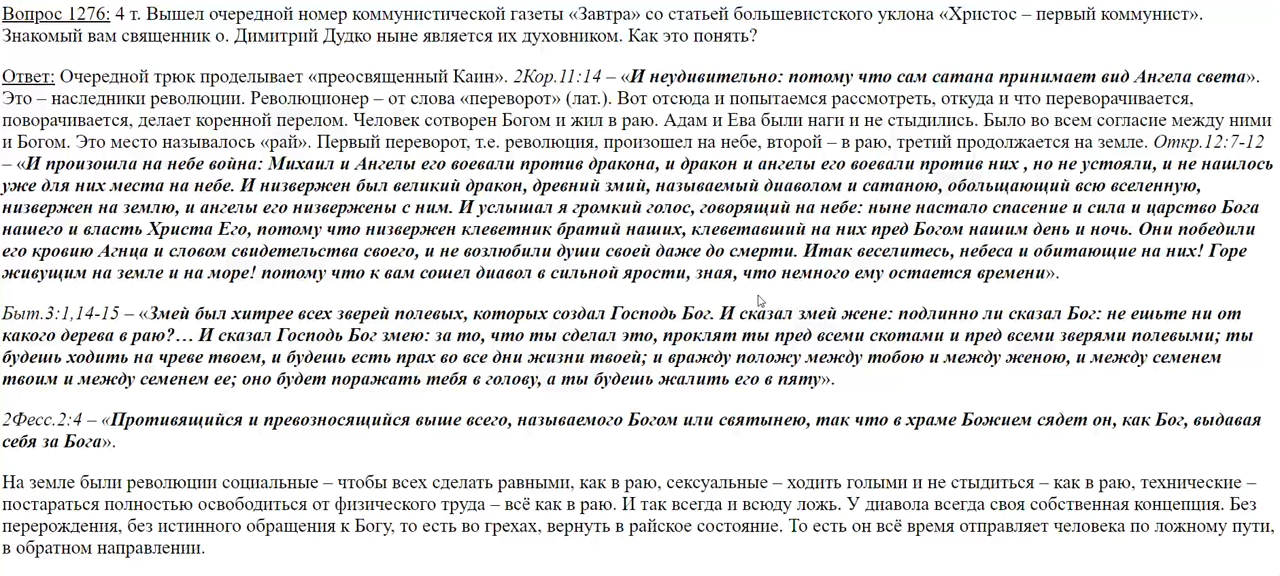 Вопрос 1276: 4 т. Вышел очередной номер коммунистической газеты «Завтра» со статьей большевистского уклона «Христос – первый коммунист».
Знакомый вам священник о. Димитрий Дудко ныне является их духовником. Как это понять?
Ответ: Очередной трюк проделывает «преосвященный Каин». 2Кор.11:14 – «И неудивительно: потому что сам сатана принимает вид Ангела света».
Это – наследники революции. Революционер – от слова «переворот» (лат.). Вот отсюда и попытаемся рассмотреть, откуда и что переворачивается,
поворачивается, делает коренной перелом. Человек сотворен Богом и жил в раю. Адам и Ева были наги и не стыдились. Было во всем согласие между ними
и Богом. Это место называлось «рай». Первый переворот, т.е. революция, произошел на небе, второй – в раю, третий продолжается на земле. Откр.12:7-12
– «И произошла на небе война: Михаил и Ангелы его воевали против дракона, и дракон и ангелы его воевали против них , но не устояли, и не нашлось
уже для них места на небе. И низвержен был великий дракон, древний змий, называемый диаволом и сатаною, обольщающий всю вселенную,
низвержен на землю, и ангелы его низвержены с ним. И услышал я громкий голос, говорящий на небе: ныне настало спасение и сила и царство Бога
нашего и власть Христа Его, потому что низвержен клеветник братий наших, клеветавший на них пред Богом нашим день и ночь. Они победили
его кровию Агнца и словом свидетельства своего, и не возлюбили души своей даже до смерти. Итак веселитесь, небеса и обитающие на них! Горе
живущим на земле и на море! потому что к вам сошел диавол в сильной ярости, зная, что немного ему остается времени».
Быт.3:1,14-15 – «Змей был хитрее всех зверей полевых, которых создал Господь Бог. И сказал змей жене: подлинно ли сказал Бог: не ешьте ни от
какого дерева в раю?… И сказал Господь Бог змею: за то, что ты сделал это, проклят ты пред всеми скотами и пред всеми зверями полевыми; ты
будешь ходить на чреве твоем, и будешь есть прах во все дни жизни твоей; и вражду положу между тобою и между женою, и между семенем
твоим и между семенем ее; оно будет поражать тебя в голову, а ты будешь жалить его в пяту».
2Фесс.2:4 – «Противящийся и превозносящийся выше всего, называемого Богом или святынею, так что в храме Божием сядет он, как Бог, выдавая
себя за Бога».
На земле были революции социальные – чтобы всех сделать равными, как в раю, сексуальные – ходить голыми и не стыдиться – как в раю, технические –
постараться полностью освободиться от физического труда – всё как в раю. И так всегда и всюду ложь. У диавола всегда своя собственная концепция. Без
перерождения, без истинного обращения к Богу, то есть во грехах, вернуть в райское состояние. То есть он всё время отправляет человека по ложному пути,
в обратном направлении.